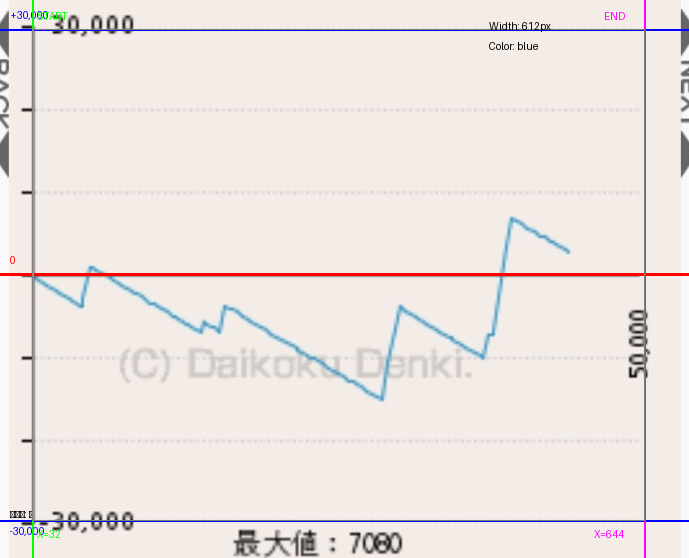 +30,000
START
30,000
Width: 612px
Color: blue
END
BACK
NEXT
0
50,000
(C) Daikoku Denki.
-30,000
-30,000
X=32
X=644
最大値：7080